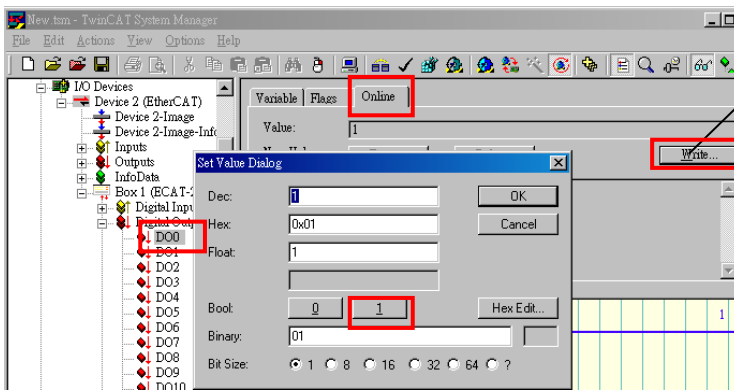 New.tsm - TwinCAT System Manager
File Edit Actions View Options Help
I/O Devices
Device 2 (EtherCAT)
Device 2-Image
Device 2-Image-Info
Inputs
Outputs
InfoData
Box 1 (ECAT-2
Digital Inpu
Digital Outp
DO0
DO1
DO2
DO3
DO4
DO5
DO6
DO7
DO8
DO9
DO10
Variable Flags Online
Value: 1
Write...
Set Value Dialog
Dec: 1 OK
Hex: 0x01 Cancel
Float: 1
Bool: 0 1 Hex Edit...
Binary: 01
Bit Size: 1 8 16 32 64 ?
1